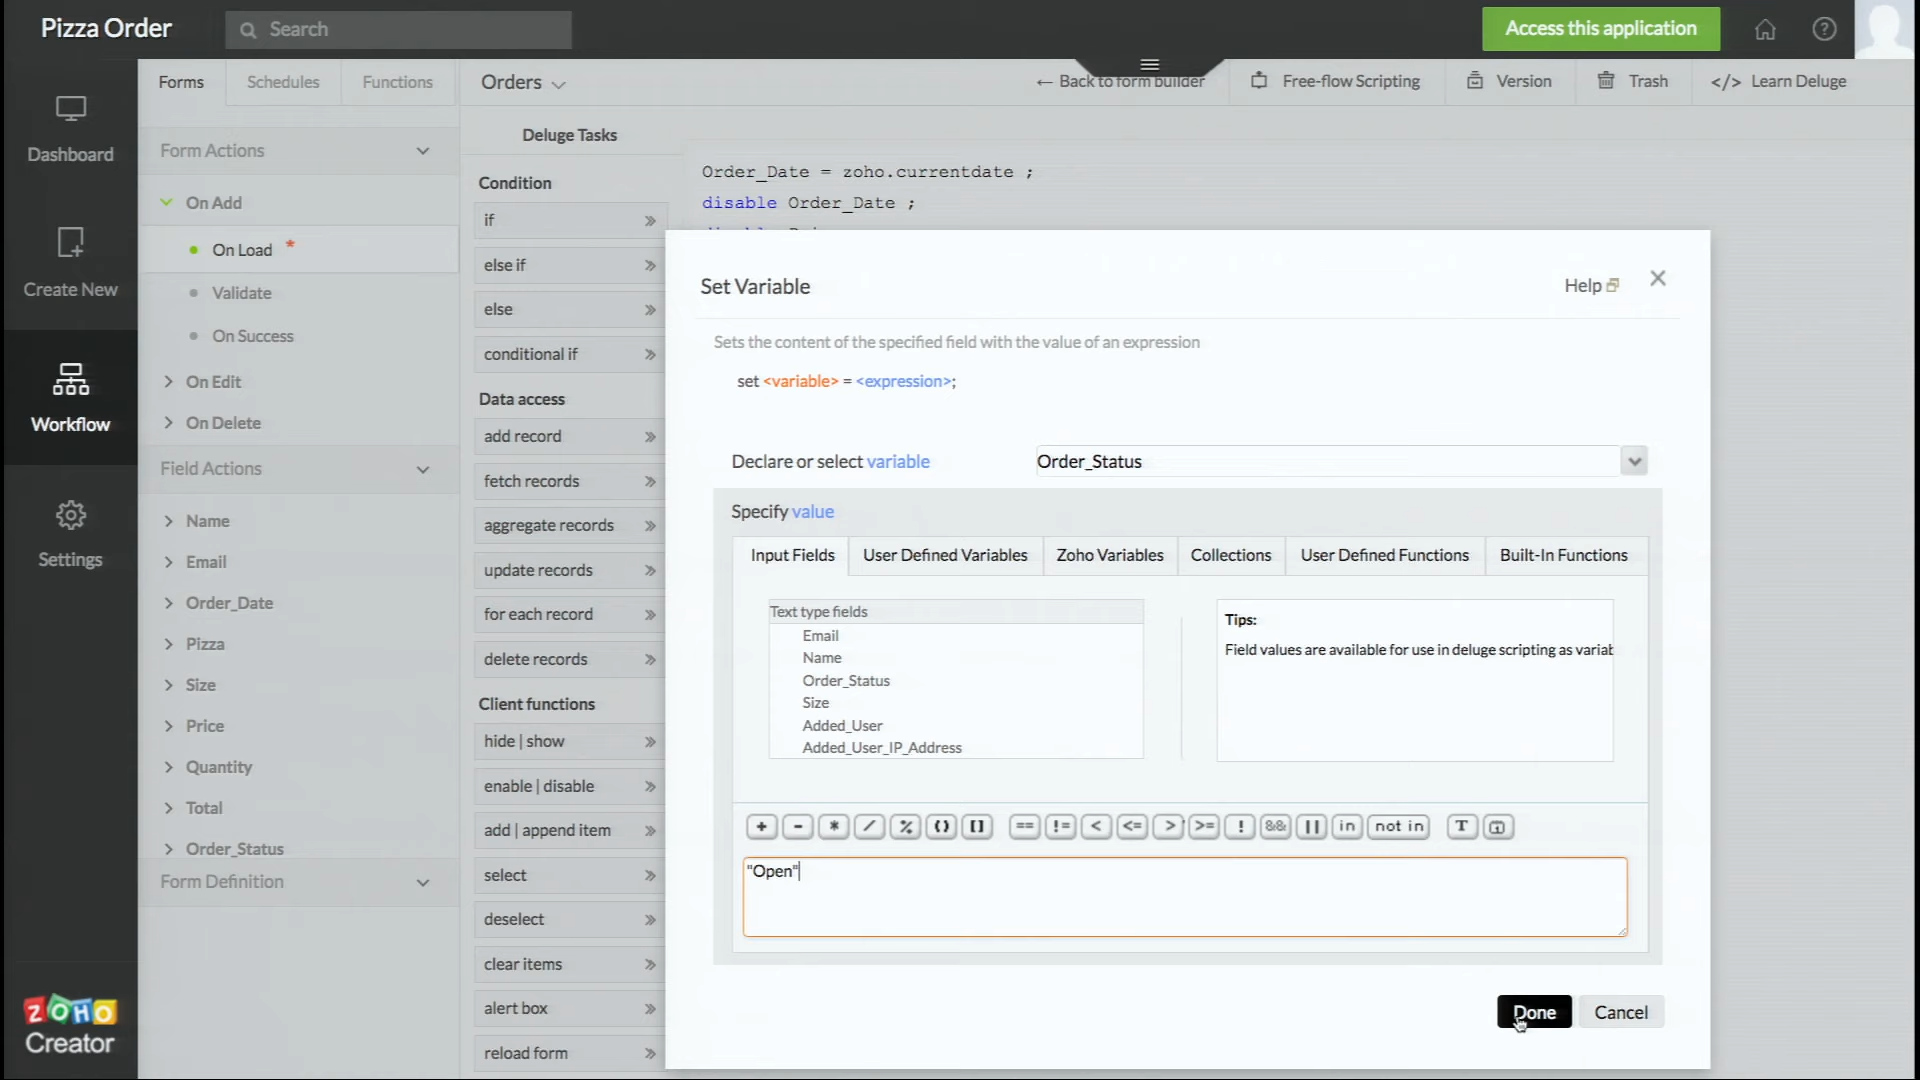 Pizza Order
Search
Access this application
Dashboard
Create New
Workflow
Settings
ZOHO
Creator
Forms
Schedules
Functions
Form Actions
On Add
On Load *
Validate
On Success
On Edit
On Delete
Field Actions
Name
Email
Order_Date
Pizza
Size
Price
Quantity
Total
Order_Status
Form Definition
Orders
← Back to form builder
Free-flow Scripting
Version
Trash
</> Learn Deluge
Deluge Tasks
Condition
if
else if
else
conditional if
Data access
add record
fetch records
aggregate records
update records
for each record
delete records
Client functions
hide | show
enable | disable
add | append item
select
deselect
clear items
alert box
reload form
Order_Date = zoho.currentdate ;
disable Order_Date ;
Set Variable
Help
Sets the content of the specified field with the value of an expression
set <variable> = <expression>;
Declare or select variable
Order_Status
Specify value
Input Fields
User Defined Variables
Zoho Variables
Collections
User Defined Functions
Built-In Functions
Text type fields
Email
Name
Order_Status
Size
Added_User
Added_User_IP_Address
Tips:
Field values are available for use in deluge scripting as variab
+ - * / % () [] == != < <= > >= ! && || in not in T
"Open"
Done
Cancel